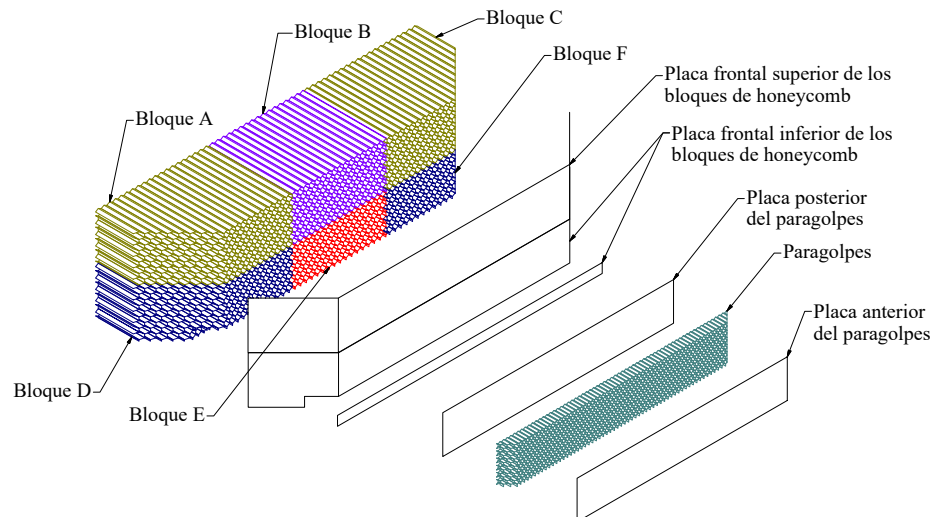 Bloque C
Bloque B
Bloque F
Placa frontal superior de los
bloques de honeycomb
Bloque A
Placa frontal inferior de los
bloques de honeycomb
Placa posterior
del paragolpes
Paragolpes
Placa anterior
del paragolpes
Bloque D
Bloque E